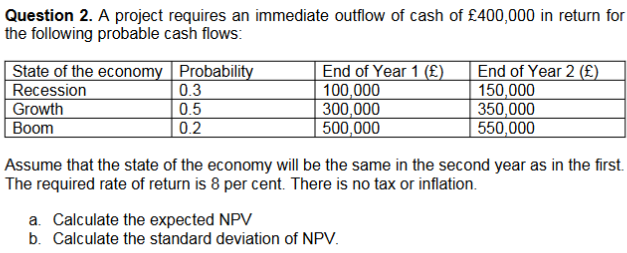 Question 2. A project requires an immediate outflow of cash of £400,000 in return for
the following probable cash flows:
State of the economy Probability End of Year 1 (£) End of Year 2 (£)
Recession 0.3 100,000 150,000
Growth 0.5 300,000 350,000
Boom 0.2 500,000 550,000
Assume that the state of the economy will be the same in the second year as in the first.
The required rate of return is 8 per cent. There is no tax or inflation.
a. Calculate the expected NPV
b. Calculate the standard deviation of NPV.